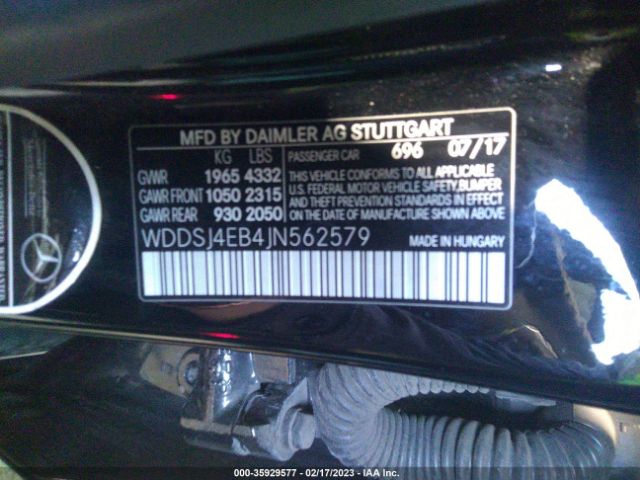 MFD BY DAIMLER AG STUTTGART
KG LBS PASSENGER CAR 696 07/17
GVWR 1965 4332 THIS VEHICLE CONFORMS TO ALL APPLICABLE
U.S. FEDERAL MOTOR VEHICLE SAFETY, BUMPER
GAWR FRONT 1050 2315 AND THEFT PREVENTION STANDARDS IN EFFECT
GAWR REAR 930 2050 ON THE DATE OF MANUFACTURE SHOWN ABOVE
WDDSJ4EB4JN562579 MADE IN HUNGARY
000-35929577 - 02/17/2023 - IAA Inc.